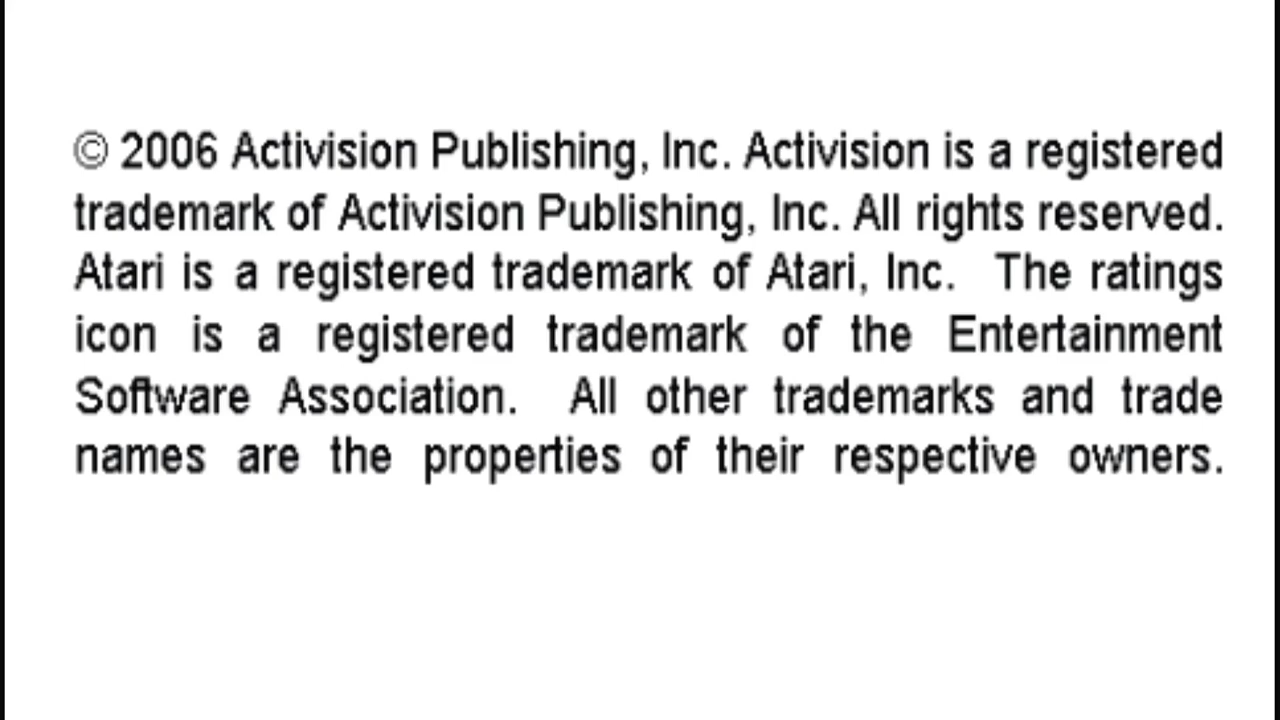 © 2006 Activision Publishing, Inc. Activision is a registered
trademark of Activision Publishing, Inc. All rights reserved.
Atari is a registered trademark of Atari, Inc.  The ratings
icon is a registered trademark of the Entertainment
Software Association.  All other trademarks and trade
names are the properties of their respective owners.